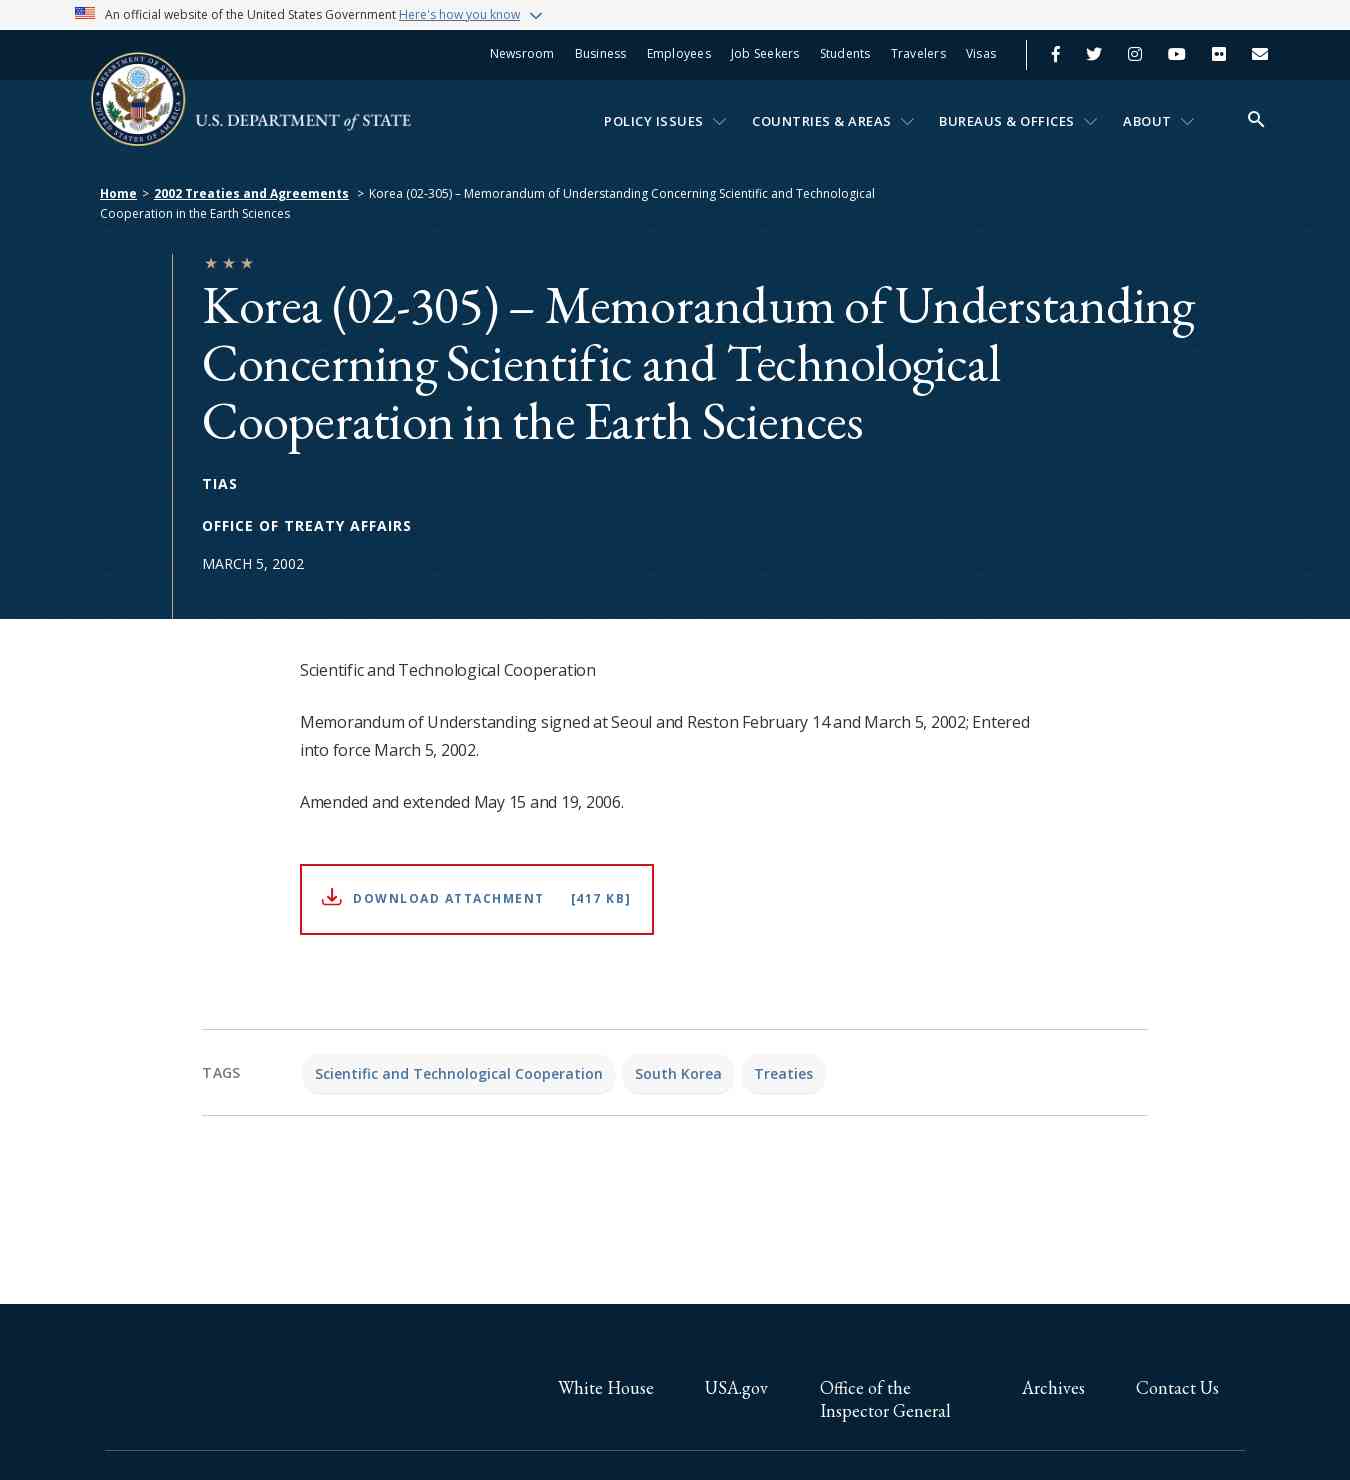 An official website of the United States Government Here's how you know
Newsroom Business Employees Job Seekers Students Travelers Visas
U.S. DEPARTMENT of STATE
POLICY ISSUES COUNTRIES & AREAS BUREAUS & OFFICES ABOUT
Home > 2002 Treaties and Agreements > Korea (02-305) – Memorandum of Understanding Concerning Scientific and Technological
Cooperation in the Earth Sciences
Korea (02-305) – Memorandum of Understanding
Concerning Scientific and Technological
Cooperation in the Earth Sciences
TIAS
OFFICE OF TREATY AFFAIRS
MARCH 5, 2002
Scientific and Technological Cooperation
Memorandum of Understanding signed at Seoul and Reston February 14 and March 5, 2002; Entered
into force March 5, 2002.
Amended and extended May 15 and 19, 2006.
DOWNLOAD ATTACHMENT [417 KB]
TAGS Scientific and Technological Cooperation South Korea Treaties
White House USA.gov Office of the Archives Contact Us
Inspector General